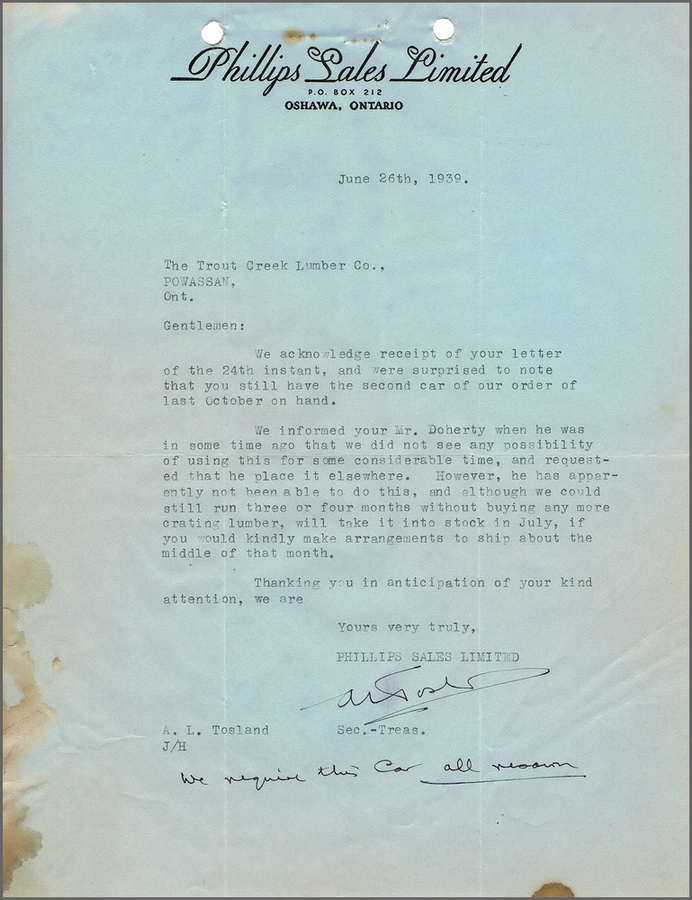 Phillips Sales Limited
P.O. BOX 212
OSHAWA, ONTARIO
June 26th, 1939.
The Trout Creek Lumber Co.,
POWASSAN,
Ont.
Gentlemen:
We acknowledge receipt of your letter
of the 24th instant, and were surprised to note
that you still have the second car of our order of
last October on hand.
We informed your Mr. Doherty when he was
in some time ago that we did not see any possibility
of using this for some considerable time, and request-
ed that he place it elsewhere. However, he has appar-
ently not been able to do this, and although we could
still run three or four months without buying any more
crating lumber, will take it into stock in July, if
you would kindly make arrangements to ship about the
middle of that month.
Thanking you in anticipation of your kind
attention, we are
Yours very truly,
PHILLIPS SALES LIMITED
A. L. Tosland
Sec.-Treas.
J/H
We require this Car all